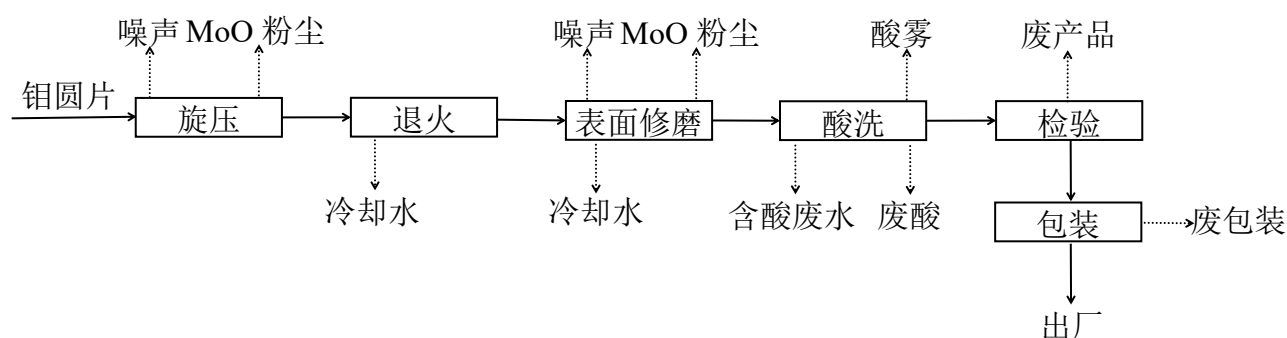 噪声 MoO 粉尘
噪声 MoO 粉尘
酸雾
废产品
钼圆片
旋压
退火
表面修磨
酸洗
检验
冷却水
冷却水
含酸废水
废酸
包装
废包装
出厂